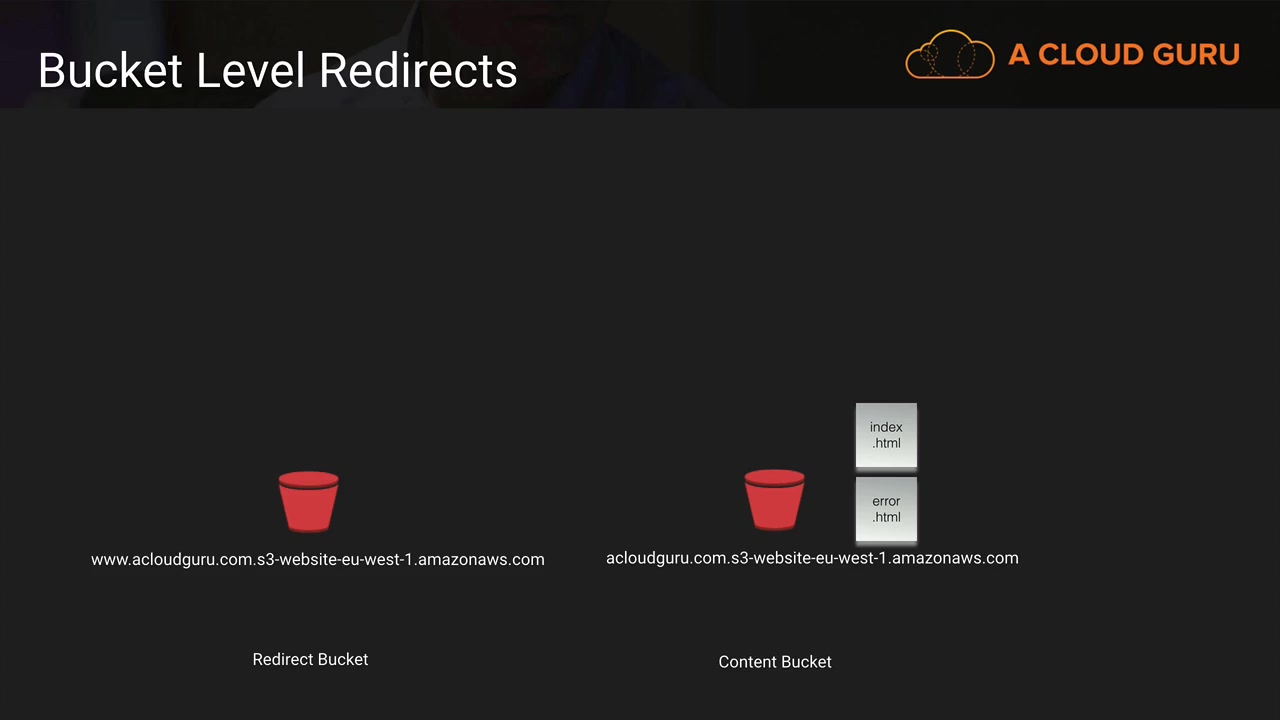 Bucket Level Redirects
A CLOUD GURU
index
.html
error
.html
www.acloudguru.com.s3-website-eu-west-1.amazonaws.com
acloudguru.com.s3-website-eu-west-1.amazonaws.com
Redirect Bucket
Content Bucket